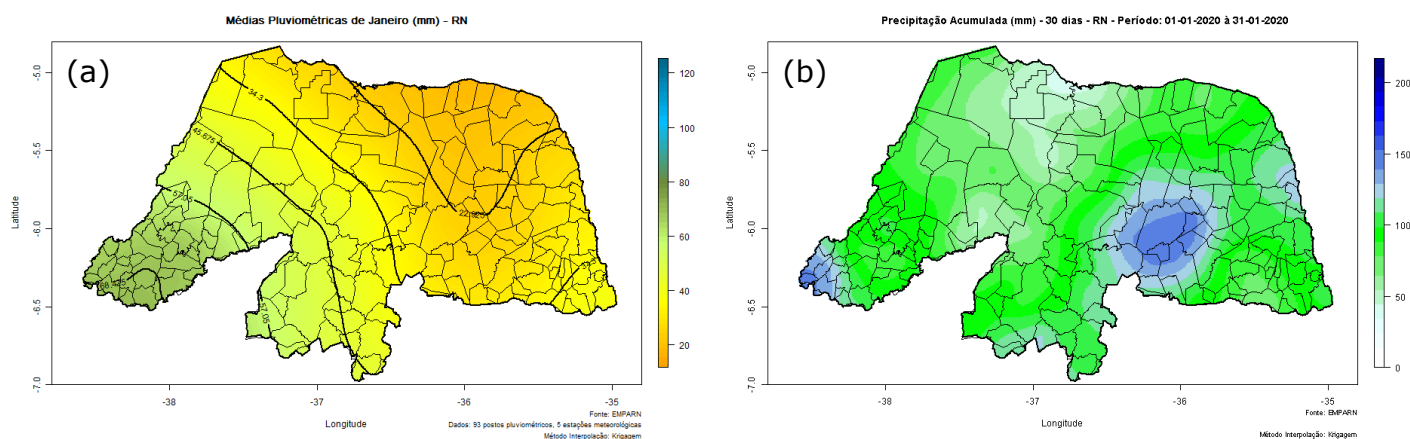 Médias Pluviométricas de Janeiro (mm) - RN
(a)
-5.0
-5.5
-6.0
-6.5
-7.0
Latitude
34.3
45.675
57.05
22.925
68.425
57.05
-38
-37
-36
-35
Longitude
120
100
80
60
40
20
Fonte: EMPARN
Dados: 93 postos pluviométricos, 5 estações meteorológicas
Método Interpolação: Krigagem
Precipitação Acumulada (mm) - 30 dias - RN - Período: 01-01-2020 à 31-01-2020
(b)
-5.0
-5.5
-6.0
-6.5
-7.0
Latitude
-38
-37
-36
-35
Longitude
200
150
100
50
0
Fonte: EMPARN
Método Interpolação: Krigagem